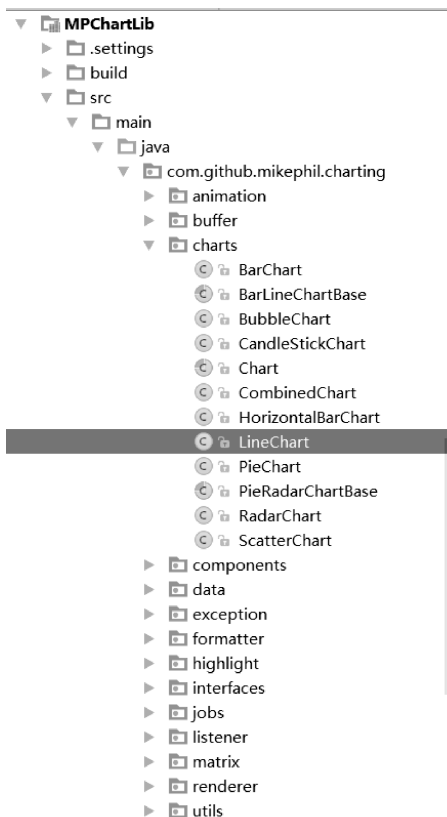 MPChartLib
.settings
build
src
main
java
com.github.mikephil.charting
animation
buffer
charts
BarChart
BarLineChartBase
BubbleChart
CandleStickChart
Chart
CombinedChart
HorizontalBarChart
LineChart
PieChart
PieRadarChartBase
RadarChart
ScatterChart
components
data
exception
formatter
highlight
interfaces
jobs
listener
matrix
renderer
utils